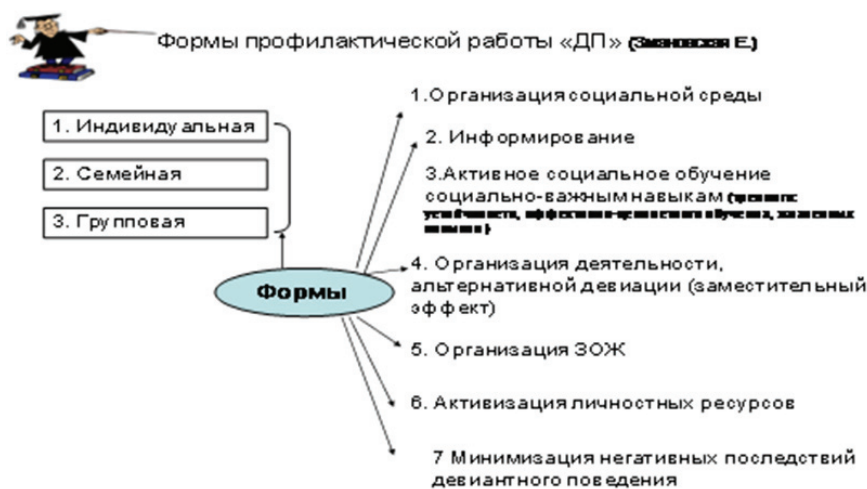 Формы профилактической работы «ДП» (Змановская Е.)
1. Индивидуальная
2. Семейная
3. Групповая
Формы
1.Организация социальной среды
2. Информирование
3.Активное социальное обучение
социально-важным навыкам
4. Организация деятельности,
альтернативной девиации (заместительный
эффект)
5. Организация ЗОЖ
6. Активизация личностных ресурсов
7 Минимизация негативных последствий
девиантного поведения